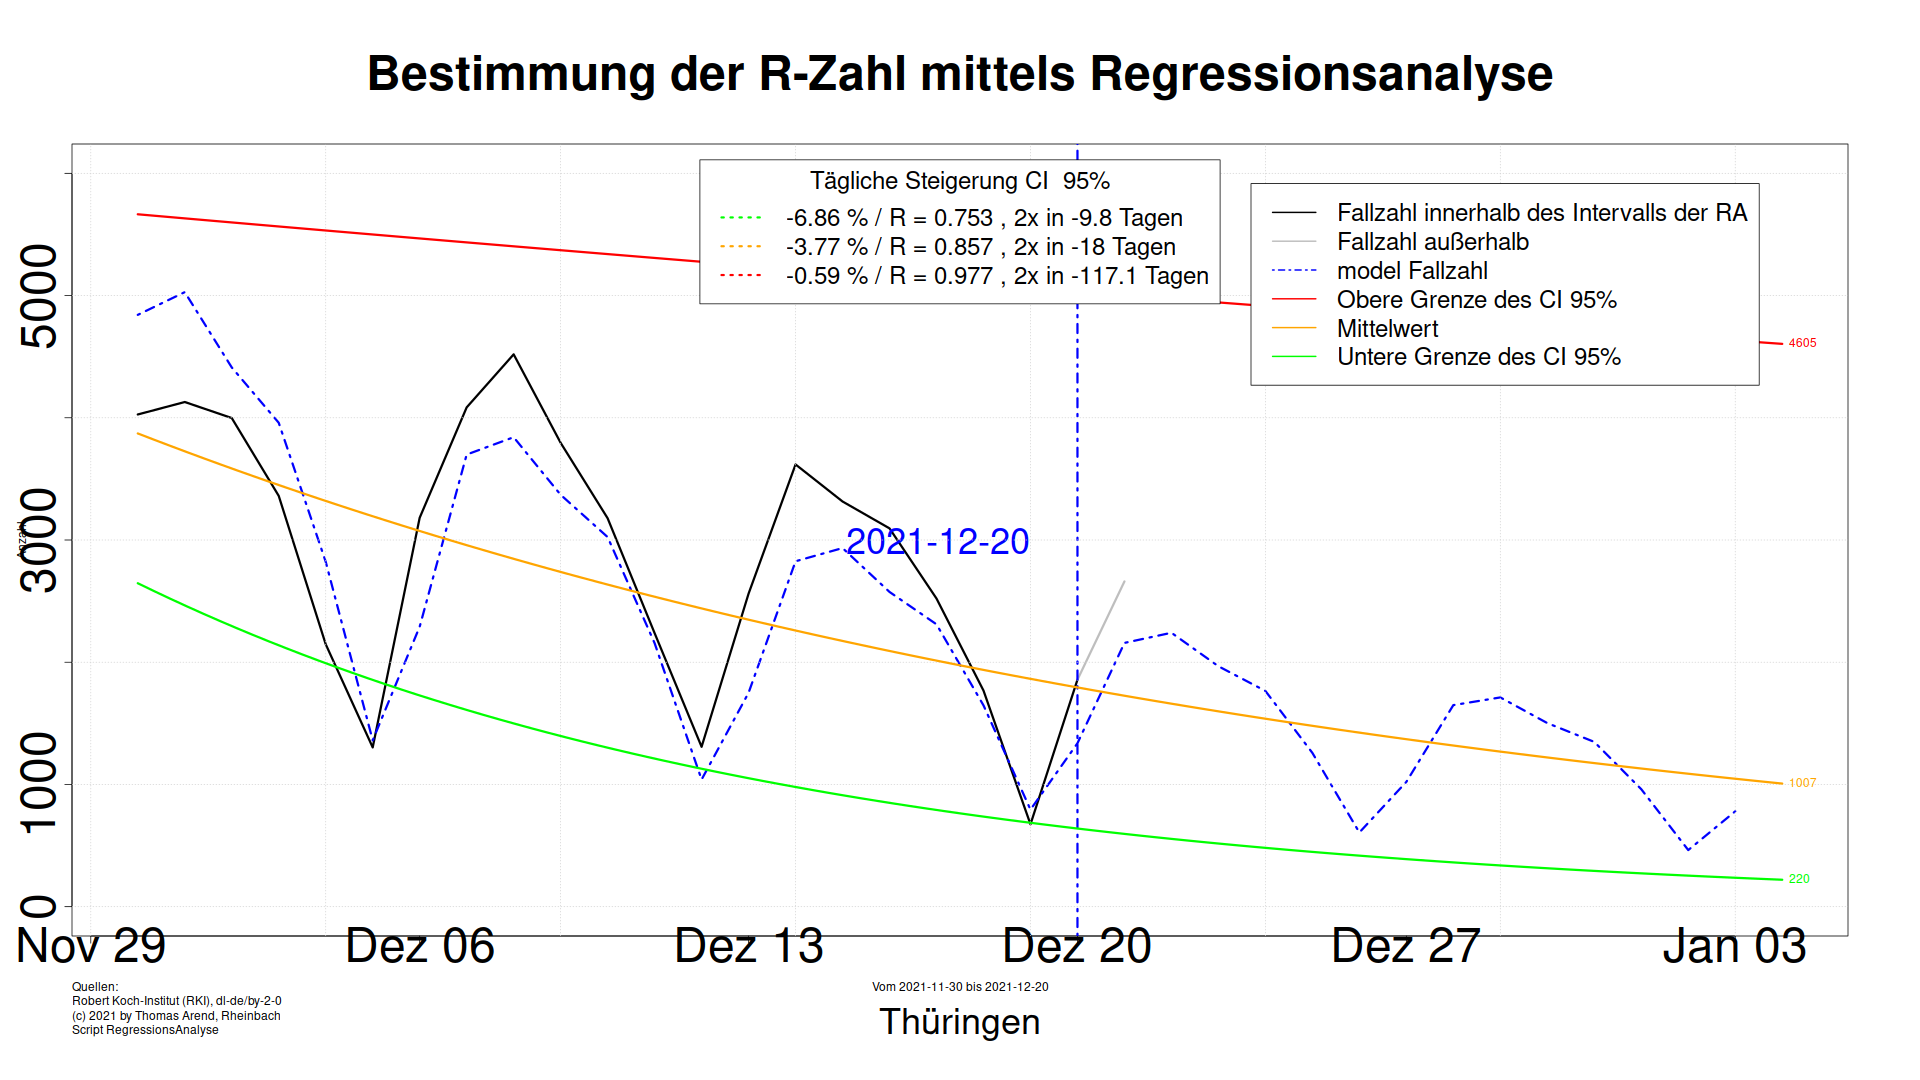 Bestimmung der R-Zahl mittels Regressionsanalyse
Tägliche Steigerung CI  95%
-6.86 % / R = 0.753 , 2x in -9.8 Tagen
-3.77 % / R = 0.857 , 2x in -18 Tagen
-0.59 % / R = 0.977 , 2x in -117.1 Tagen
Fallzahl innerhalb des Intervalls der RA
Fallzahl außerhalb
model Fallzahl
Obere Grenze des CI 95%
Mittelwert
Untere Grenze des CI 95%
5000
3000
1000
0
Anzahl
2021-12-20
4605
1007
220
Nov 29
Dez 06
Dez 13
Dez 20
Dez 27
Jan 03
Quellen:
Robert Koch-Institut (RKI), dl-de/by-2-0
(c) 2021 by Thomas Arend, Rheinbach
Script RegressionsAnalyse
Vom 2021-11-30 bis 2021-12-20
Thüringen